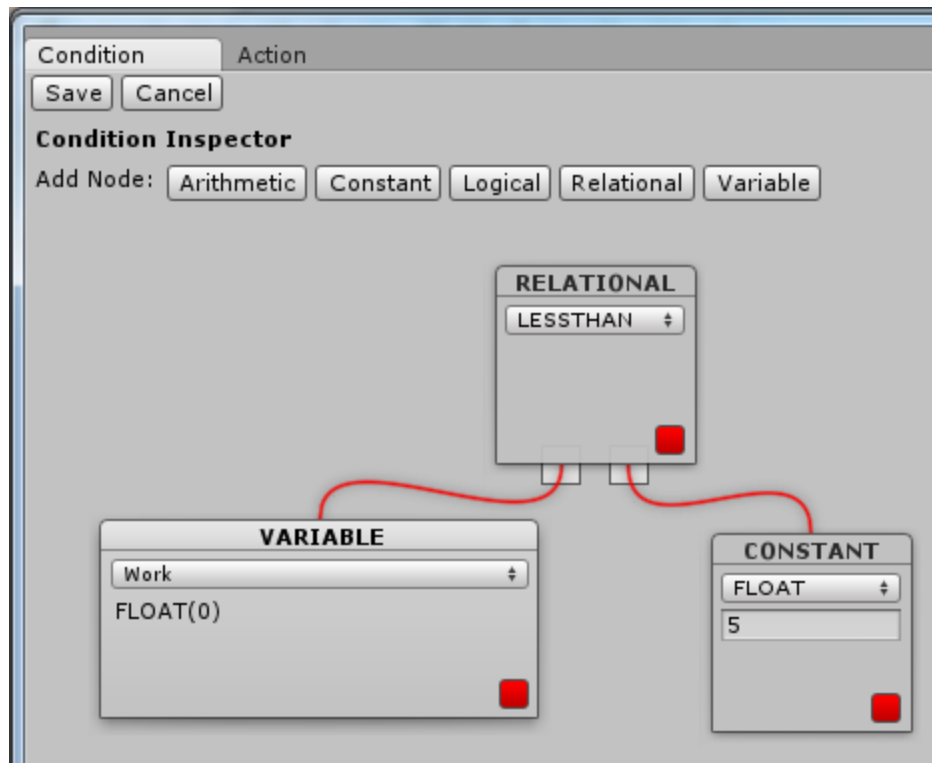 Condition Action
Save Cancel
Condition Inspector
Add Node: Arithmetic Constant Logical Relational Variable
RELATIONAL
LESSTHAN
VARIABLE
Work
FLOAT(0)
CONSTANT
FLOAT
5